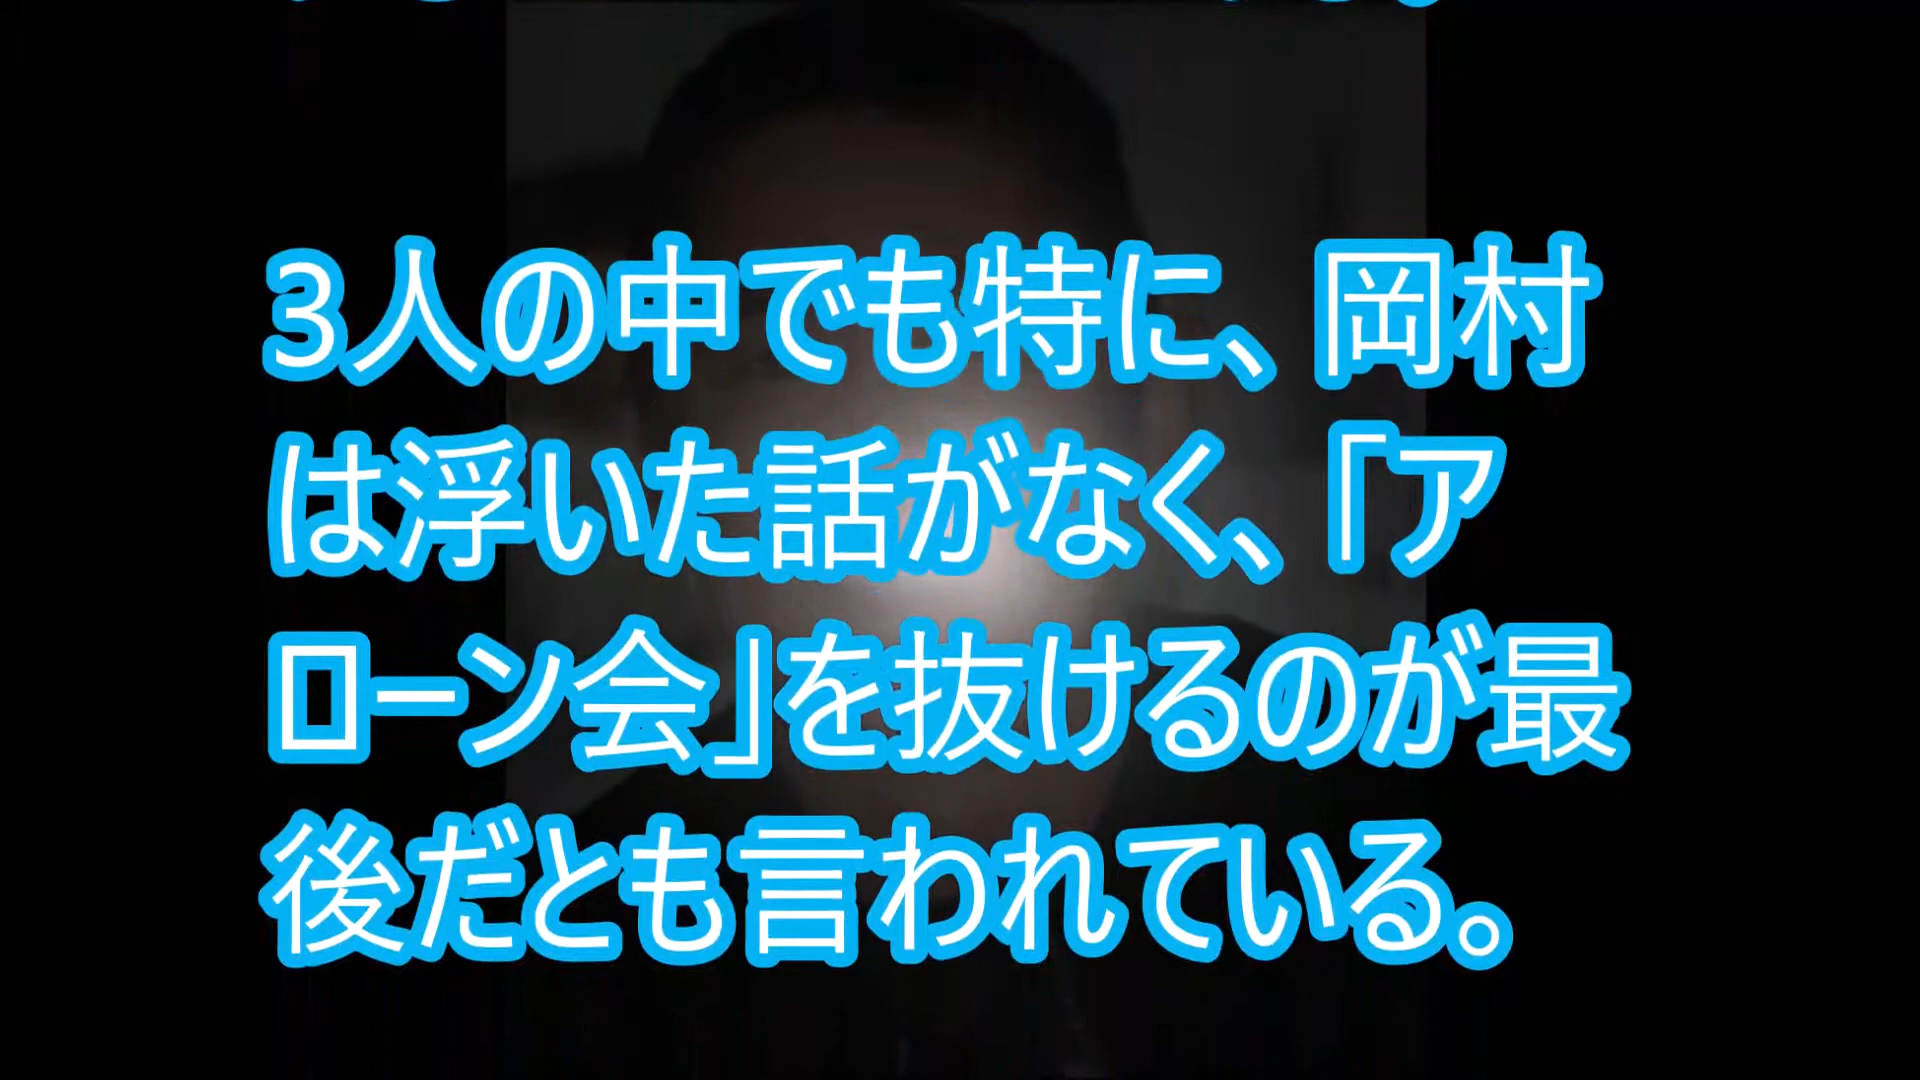 3人の中でも特に、岡村
は浮いた話がなく、「ア
ローン会」を抜けるのが最
後だとも言われている。